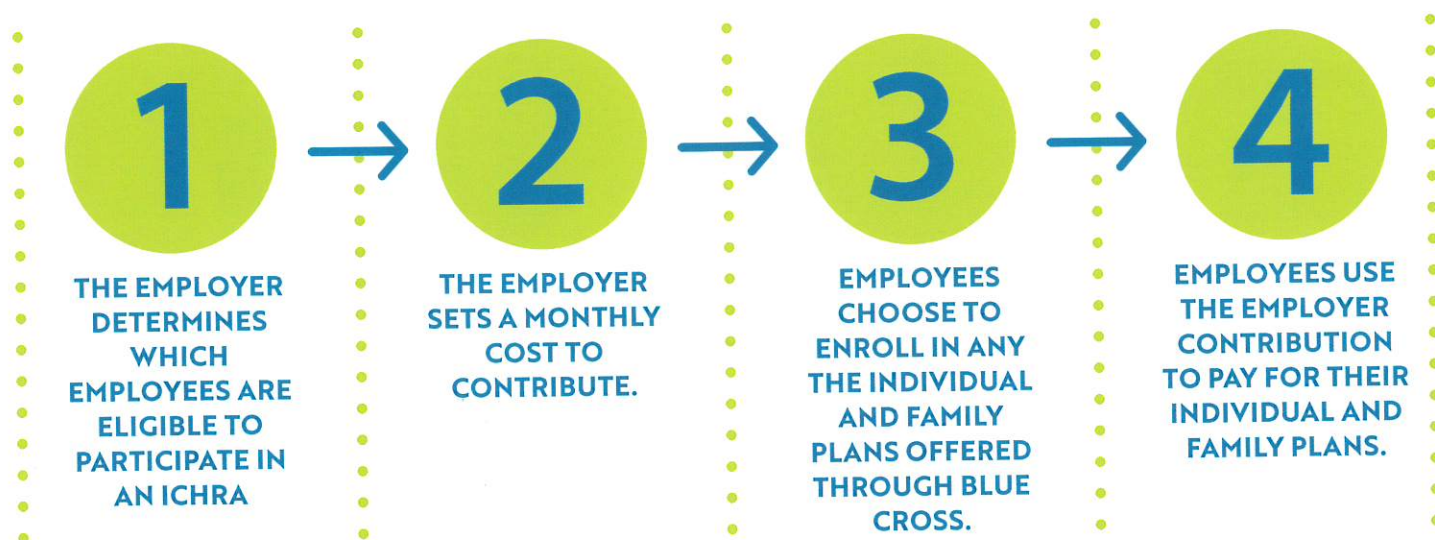 1
THE EMPLOYER
DETERMINES
WHICH
EMPLOYEES ARE
ELIGIBLE TO
PARTICIPATE IN
AN ICHRA
2
THE EMPLOYER
SETS A MONTHLY
COST TO
CONTRIBUTE.
3
EMPLOYEES
CHOOSE TO
ENROLL IN ANY
THE INDIVIDUAL
AND FAMILY
PLANS OFFERED
THROUGH BLUE
CROSS.
4
EMPLOYEES USE
THE EMPLOYER
CONTRIBUTION
TO PAY FOR THEIR
INDIVIDUAL AND
FAMILY PLANS.